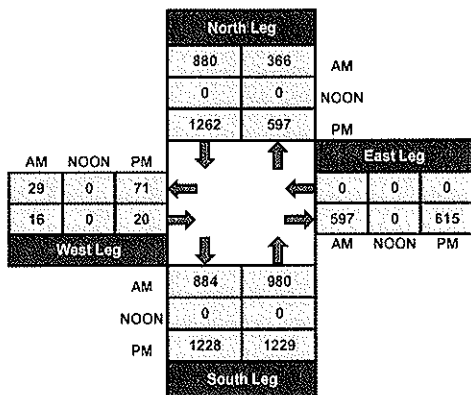 North Leg
880 366 AM
0 0 NOON
1262 597 PM
AM NOON PM
East Leg
29 0 71
0 0 0
16 0 20
597 0 615
West Leg
AM NOON PM
AM 884 980
NOON 0 0
PM 1228 1229
South Leg